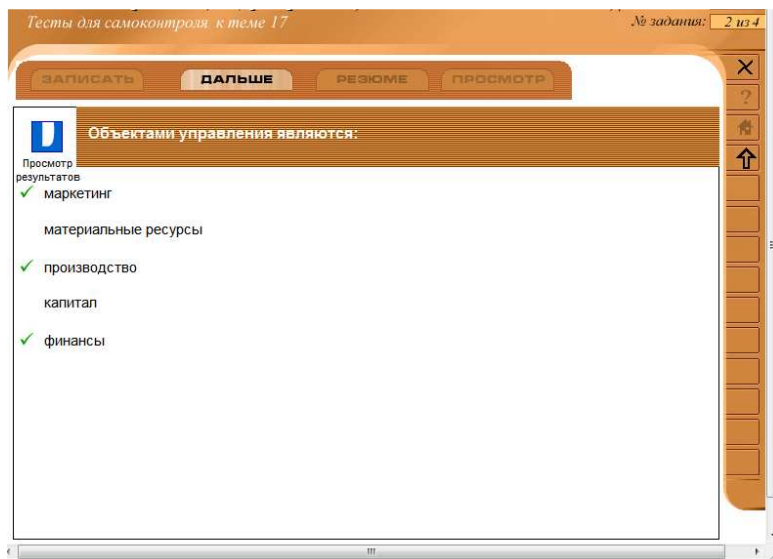 Тесты для самоконтроля к теме 17
№ задания: 2 из 4
ЗАПИСАТЬ ДАЛЬШЕ РЕЗЮМЕ ПРОСМОТР
?
Объектами управления являются:
Просмотр
результатов
маркетинг
материальные ресурсы
производство
капитал
финансы